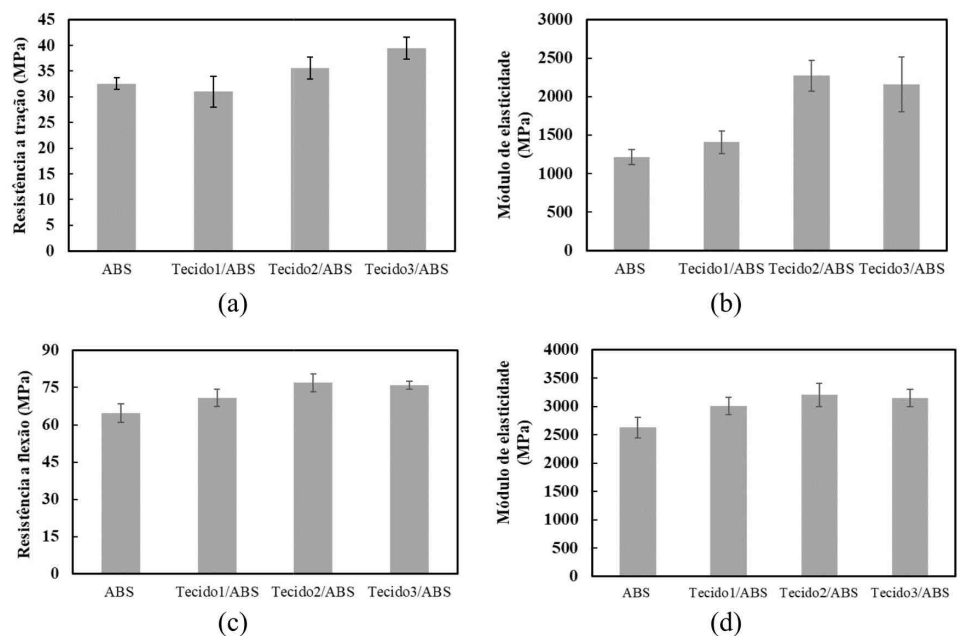 Resistência a tração (MPa)
45
40
35
30
25
20
15
10
5
0
ABS Tecido1/ABS Tecido2/ABS Tecido3/ABS
(a)
Módulo de elasticidade
(MPa)
3000
2500
2000
1500
1000
500
0
ABS Tecido1/ABS Tecido2/ABS Tecido3/ABS
(b)
Resistência a flexão (MPa)
90
75
60
45
30
15
0
ABS Tecido1/ABS Tecido2/ABS Tecido3/ABS
(c)
Módulo de elasticidade
(MPa)
4000
3500
3000
2500
2000
1500
1000
500
0
ABS Tecido1/ABS Tecido2/ABS Tecido3/ABS
(d)